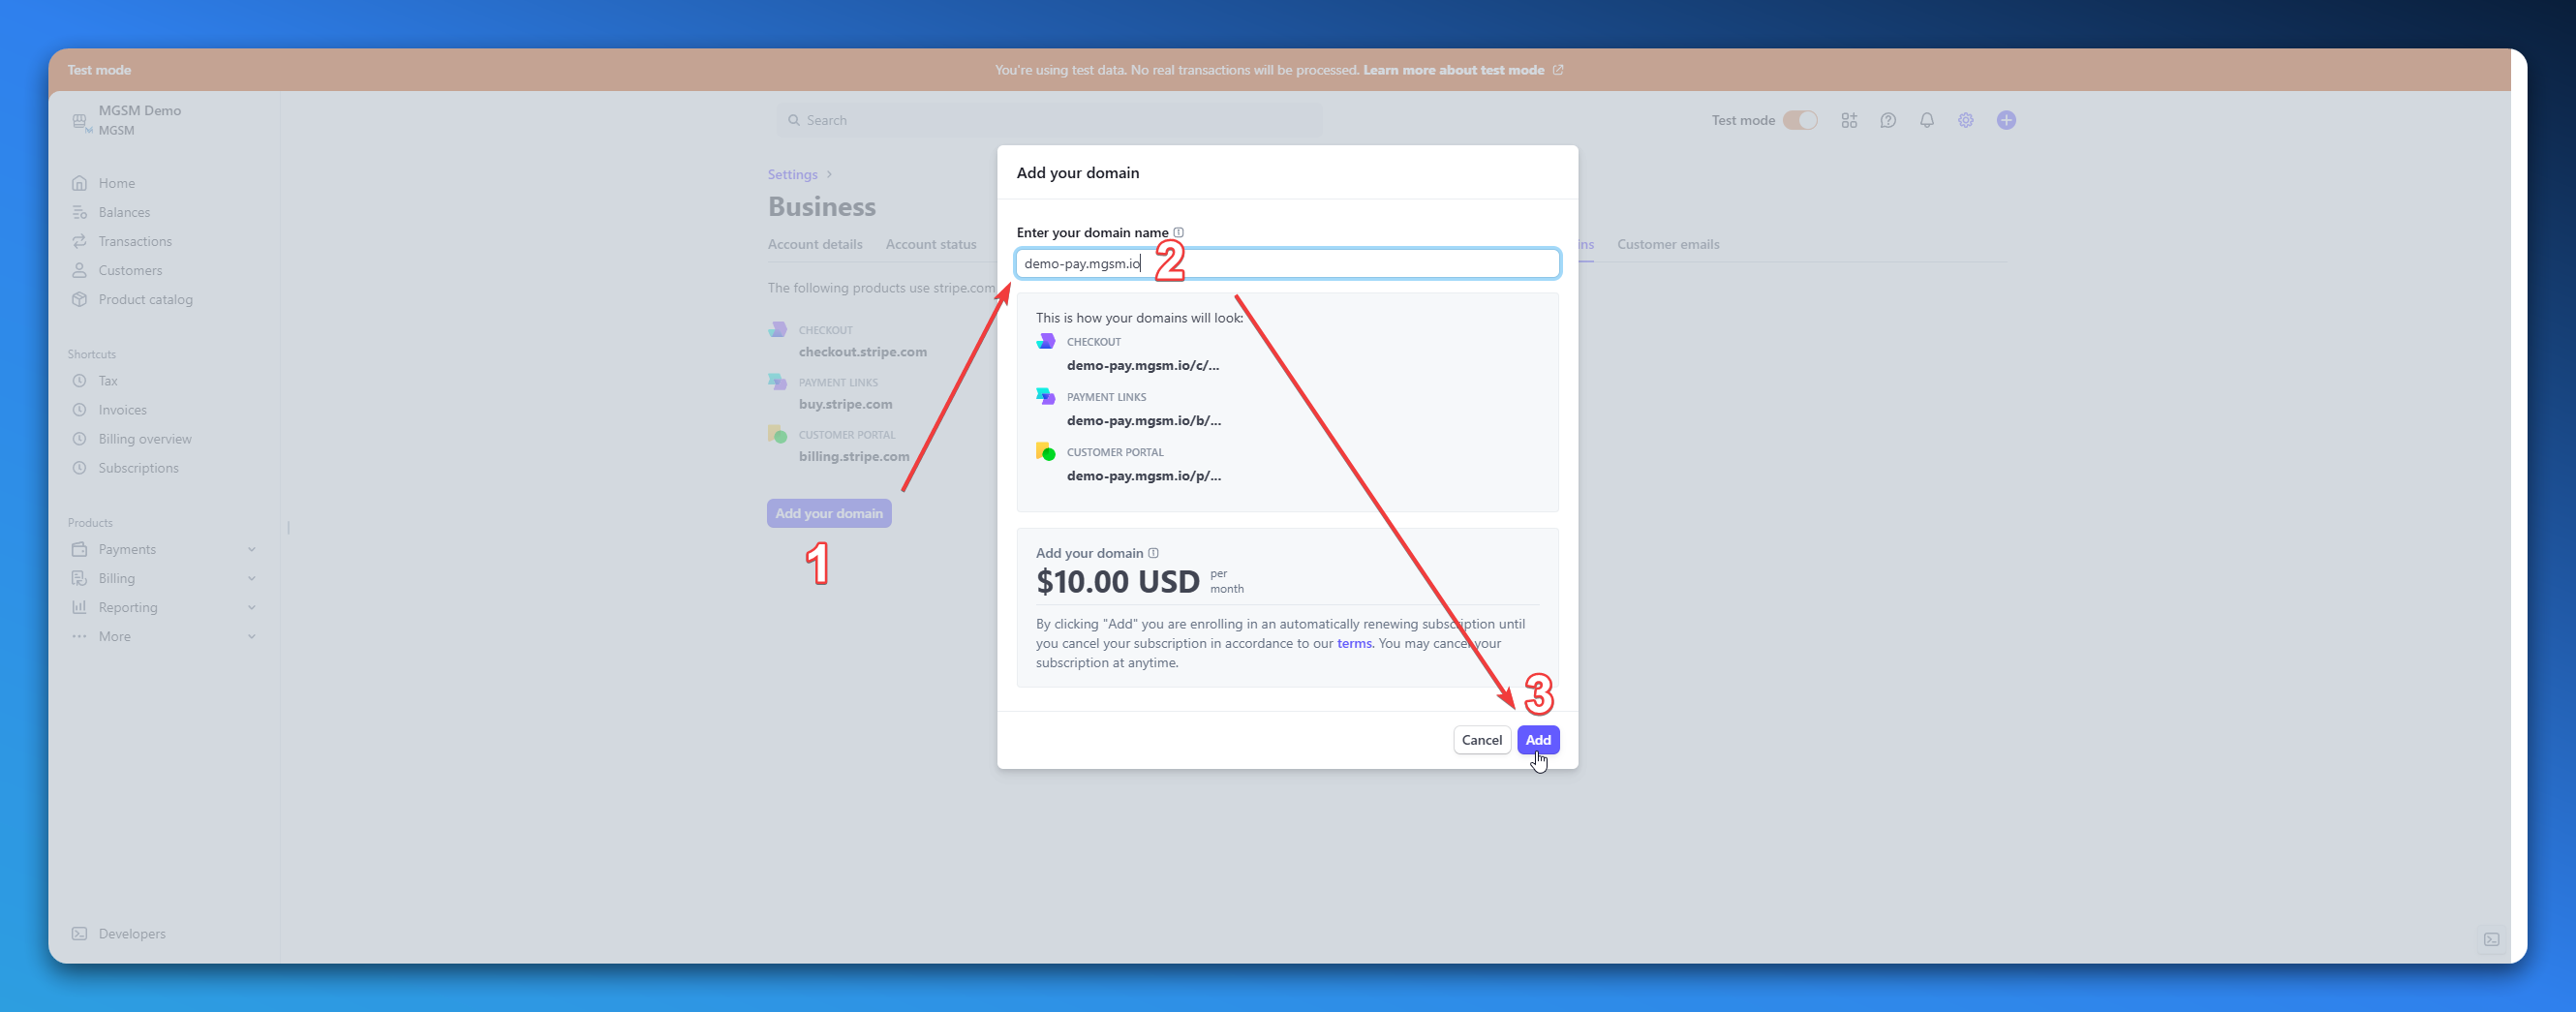 Test mode
You're using test data. No real transactions will be processed. Learn more about test mode
MGSM Demo
MGSM
Search
Test mode
Home
Balances
Transactions
Customers
Product catalog
Shortcuts
Tax
Invoices
Billing overview
Subscriptions
Products
Payments
Billing
Reporting
More
Developers
Settings
Business
Account details
Account status
ins
Customer emails
The following products use stripe.com
CHECKOUT
checkout.stripe.com
PAYMENT LINKS
buy.stripe.com
CUSTOMER PORTAL
billing.stripe.com
Add your domain
1
Add your domain
Enter your domain name
demo-pay.mgsm.io
2
This is how your domains will look:
CHECKOUT
demo-pay.mgsm.io/c/...
PAYMENT LINKS
demo-pay.mgsm.io/b/...
CUSTOMER PORTAL
demo-pay.mgsm.io/p/...
Add your domain
$10.00 USD per month
By clicking "Add" you are enrolling in an automatically renewing subscription until
you cancel your subscription in accordance to our terms. You may cancel your
subscription at anytime.
3
Cancel
Add